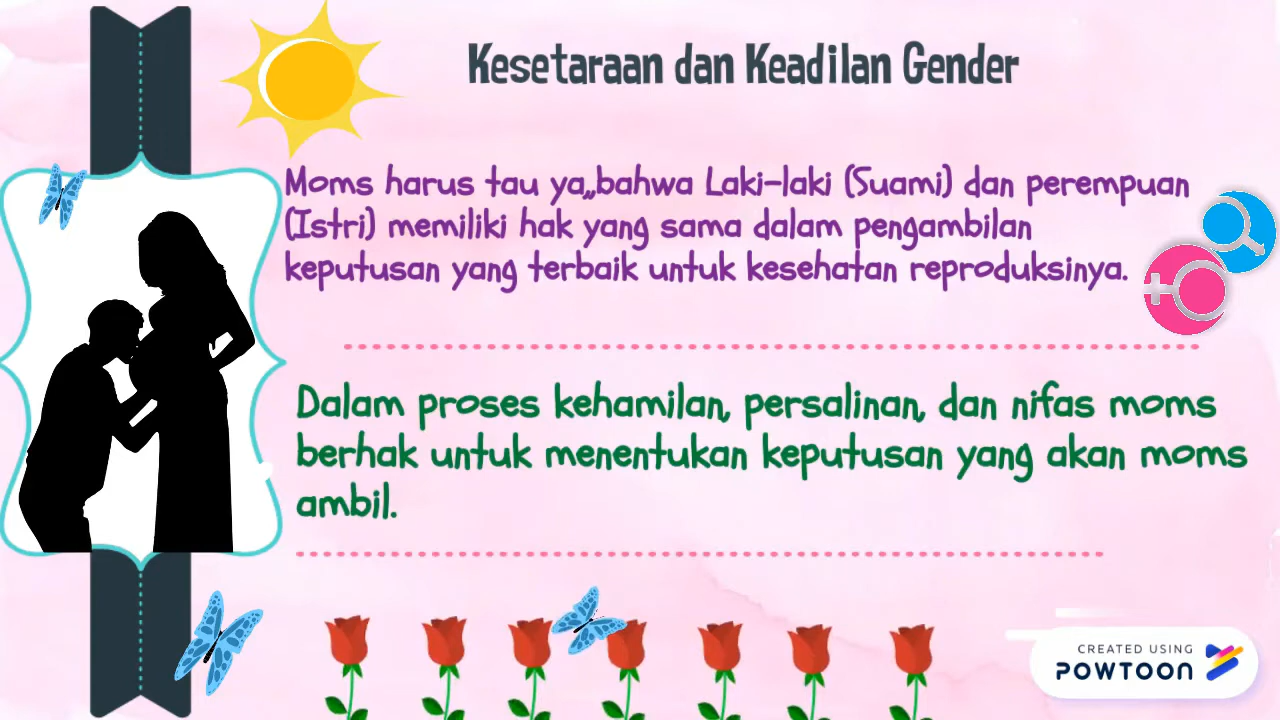 Kesetaraan dan Keadilan Gender
Moms harus tau ya,,bahwa Laki-laki (Suami) dan perempuan
(Istri) memiliki hak yang sama dalam pengambilan
keputusan yang terbaik untuk kesehatan reproduksinya.
Dalam proses kehamilan, persalinan, dan nifas moms
berhak untuk menentukan keputusan yang akan moms
ambil.
CREATED USING
POWTOON